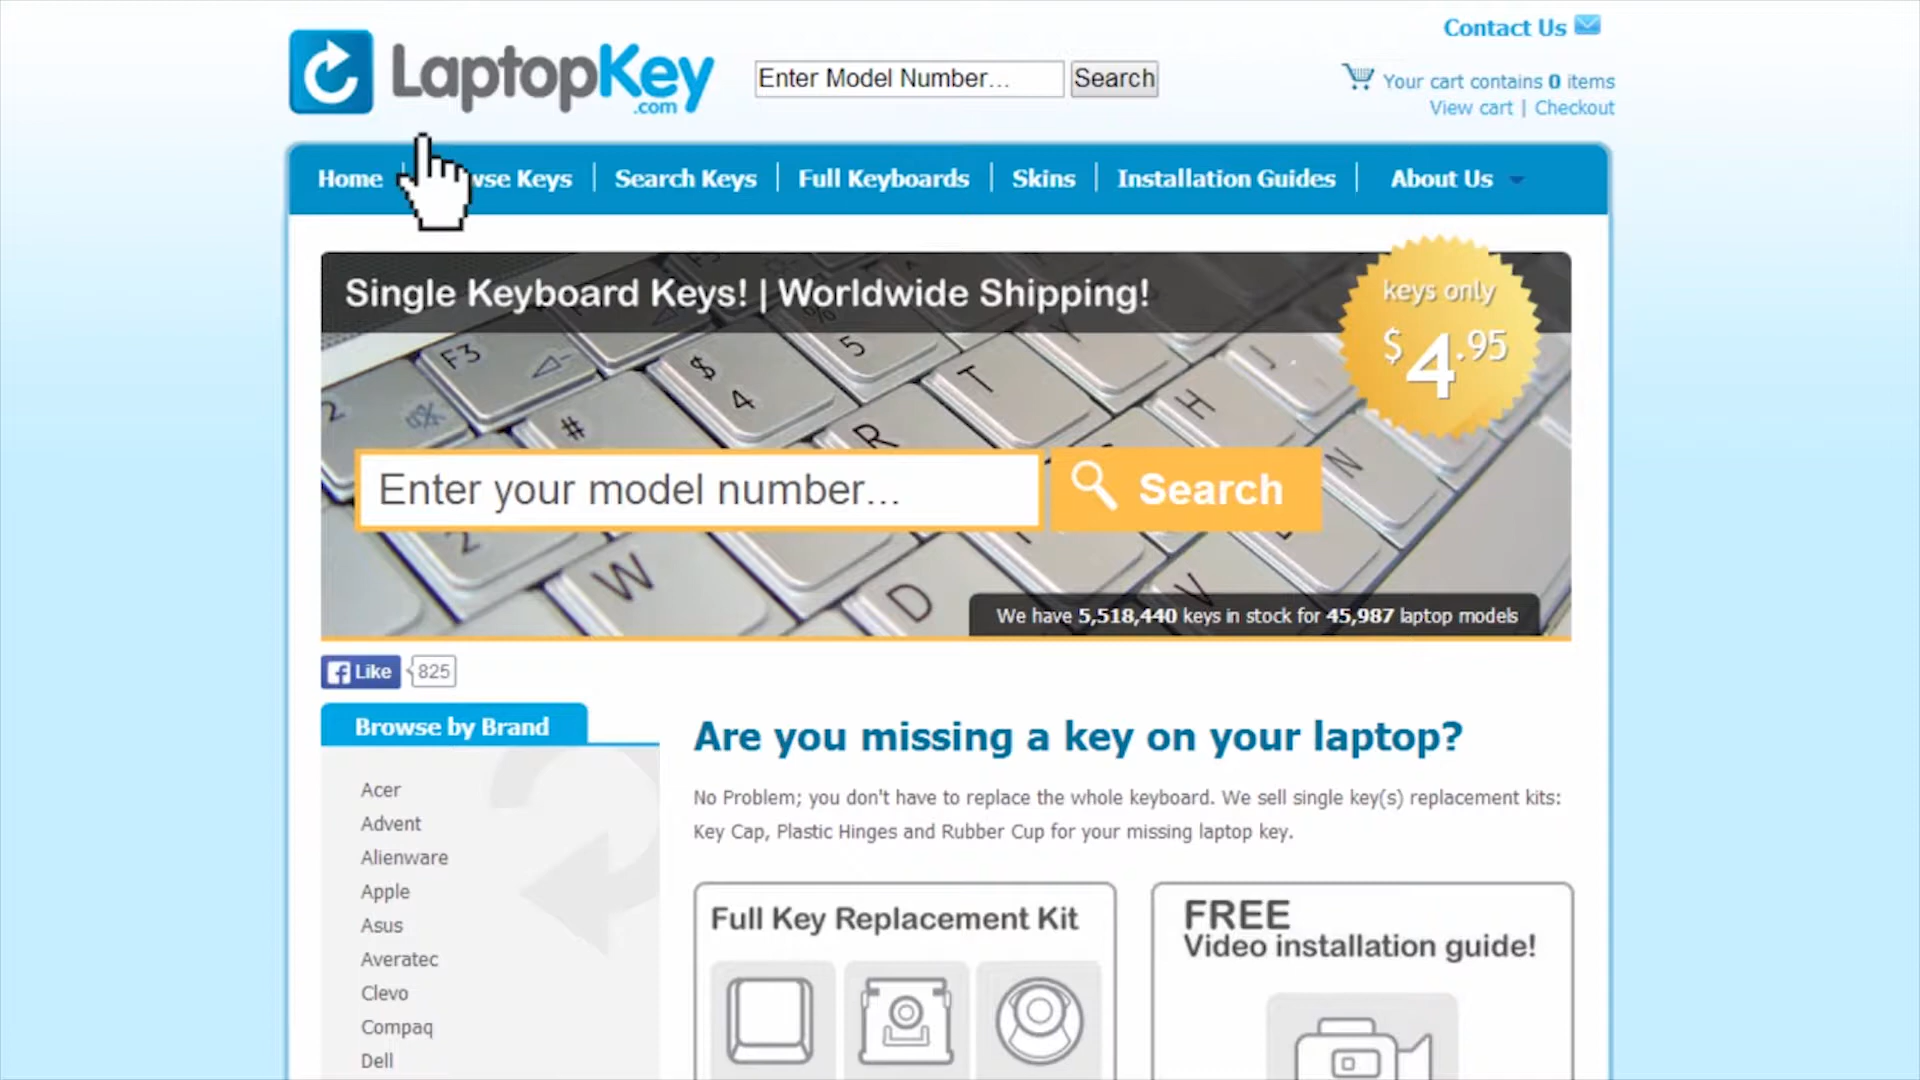 Contact Us
LaptopKey
.com
Enter Model Number...
Search
Your cart contains 0 items
View cart | Checkout
Home
wse Keys
Search Keys
Full Keyboards
Skins
Installation Guides
About Us
Single Keyboard Keys! | Worldwide Shipping!
keys only
$4.95
F3
$
4
5
%
T
H
#
R
2
N
Enter your model number...
Search
2
W
D
V
We have 5,518,440 keys in stock for 45,987 laptop models
Like
825
Browse by Brand
Acer
Advent
Alienware
Apple
Asus
Averatec
Clevo
Compaq
Dell
Are you missing a key on your laptop?
No Problem; you don't have to replace the whole keyboard. We sell single key(s) replacement kits:
Key Cap, Plastic Hinges and Rubber Cup for your missing laptop key.
Full Key Replacement Kit
FREE
Video installation guide!